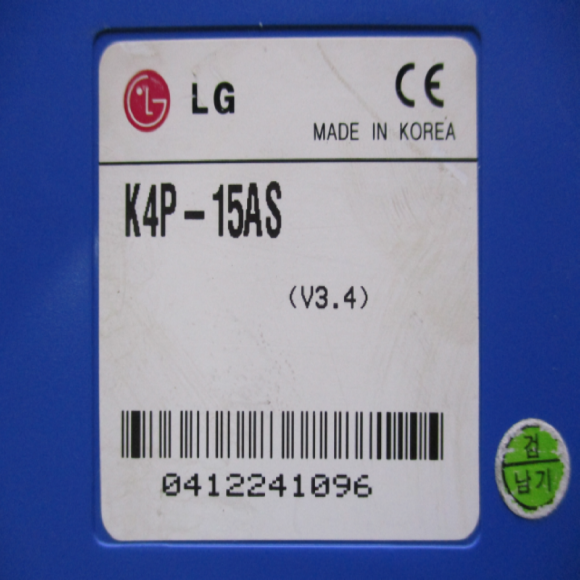 LG
CE
MADE IN KOREA
K4P-15AS
(V3.4)
0412241096
검
남기